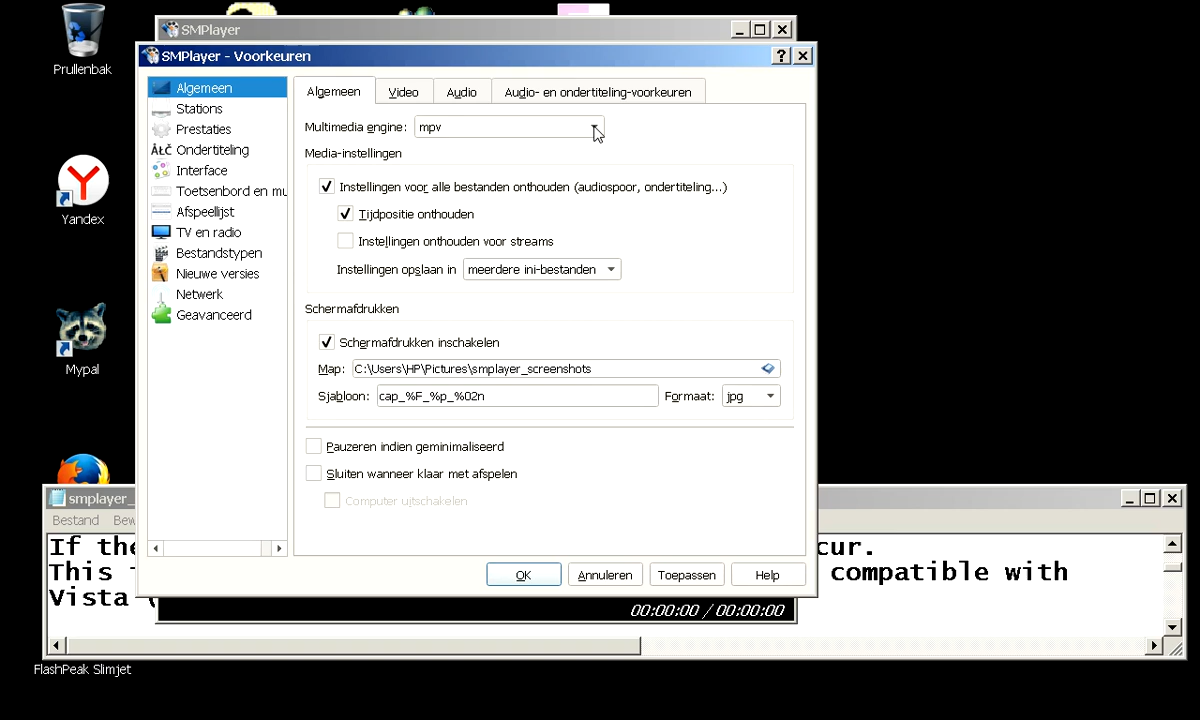 Prullenbak
Yandex
Mypal
FlashPeak Slimjet
SMPlayer
SMPlayer - Voorkeuren
Algemeen
Stations
Prestaties
Ondertiteling
Interface
Toetsenbord en mu
Afspeellijst
TV en radio
Bestandstypen
Nieuwe versies
Netwerk
Geavanceerd
Algemeen Video Audio Audio- en ondertiteling-voorkeuren
Multimedia engine: mpv
Media-instellingen
Instellingen voor alle bestanden onthouden (audiospoor, ondertiteling...)
Tijdpositie onthouden
Instellingen onthouden voor streams
Instellingen opslaan in meerdere ini-bestanden
Schermafdrukken
Schermafdrukken inschakelen
Map: C:\Users\HP\Pictures\smplayer_screenshots
Sjabloon: cap_%F_%p_%02n Formaat: jpg
Pauzeren indien geminimaliseerd
Sluiten wanneer klaar met afspelen
Computer uitschakelen
OK Annuleren Toepassen Help
00:00:00 / 00:00:00
smplayer_
Bestand Bew
If the cur.
This compatible with
Vista (